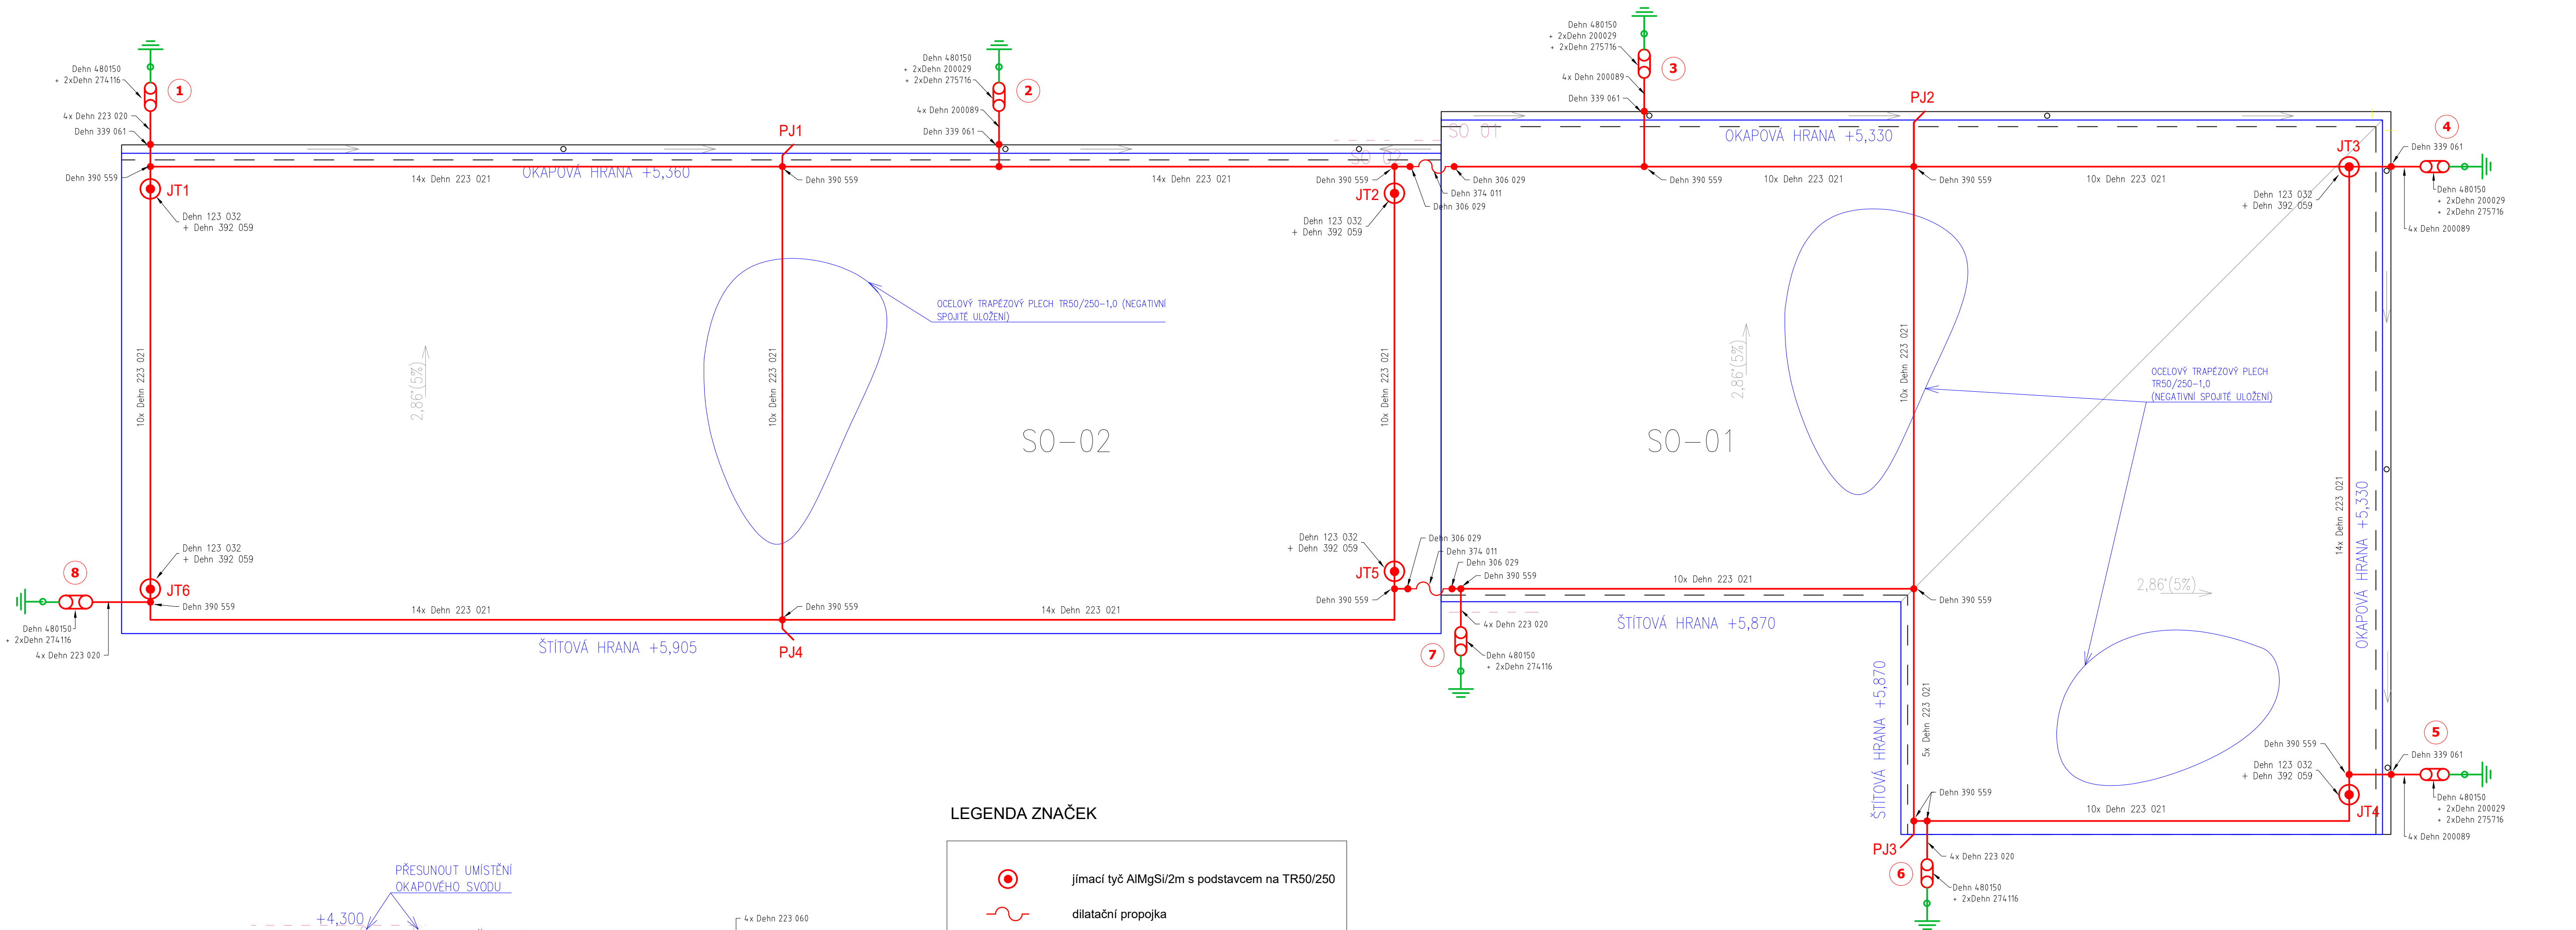 Dehn 480150
+ 2xDehn 274116
1
4x Dehn 223 020
Dehn 339 061
Dehn 390 559
JT1
Dehn 123 032
+ Dehn 392 059
14x Dehn 223 021
OKAPOVÁ HRANA +5,360
PJ1
Dehn 390 559
Dehn 480150
+ 2xDehn 200029
+ 2xDehn 275716
2
4x Dehn 200089
Dehn 339 061
14x Dehn 223 021
SO 01
SO 02
Dehn 390 559
JT2
Dehn 123 032
+ Dehn 392 059
Dehn 306 029
Dehn 374 011
Dehn 306 029
Dehn 480150
+ 2xDehn 200029
+ 2xDehn 275716
3
4x Dehn 200089
Dehn 339 061
OKAPOVÁ HRANA +5,330
Dehn 390 559
10x Dehn 223 021
PJ2
Dehn 390 559
10x Dehn 223 021
JT3
Dehn 123 032
+ Dehn 392 059
4
Dehn 339 061
Dehn 480150
+ 2xDehn 200029
+ 2xDehn 275716
4x Dehn 200089
OCELOVÝ TRAPÉZOVÝ PLECH TR50/250-1,0 (NEGATIVNÍ
SPOJITÉ ULOŽENÍ)
10x Dehn 223 021
2,86°(5%)
10x Dehn 223 021
SO-02
10x Dehn 223 021
SO-01
2,86°(5%)
10x Dehn 223 021
OCELOVÝ TRAPÉZOVÝ PLECH
TR50/250-1,0
(NEGATIVNÍ SPOJITÉ ULOŽENÍ)
14x Dehn 223 021
OKAPOVÁ HRANA +5,330
2,86°(5%)
8
Dehn 480150
+ 2xDehn 274116
4x Dehn 223 020
Dehn 123 032
+ Dehn 392 059
JT6
Dehn 390 559
14x Dehn 223 021
ŠTÍTOVÁ HRANA +5,905
Dehn 390 559
PJ4
14x Dehn 223 021
Dehn 123 032
+ Dehn 392 059
JT5
Dehn 390 559
Dehn 306 029
Dehn 374 011
Dehn 306 029
Dehn 390 559
4x Dehn 223 020
7
Dehn 480150
+ 2xDehn 274116
10x Dehn 223 021
ŠTÍTOVÁ HRANA +5,870
Dehn 390 559
ŠTÍTOVÁ HRANA +5,870
5x Dehn 223 021
Dehn 390 559
PJ3
4x Dehn 223 020
6
Dehn 480150
+ 2xDehn 274116
10x Dehn 223 021
Dehn 390 559
Dehn 123 032
+ Dehn 392 059
JT4
5
Dehn 339 061
Dehn 480150
+ 2xDehn 200029
+ 2xDehn 275716
4x Dehn 200089
LEGENDA ZNAČEK
jímací tyč AlMgSi/2m s podstavcem na TR50/250
dilatační propojka
PŘESUNOUT UMÍSTĚNÍ
OKAPOVÉHO SVODU
+4,300
4x Dehn 223 060